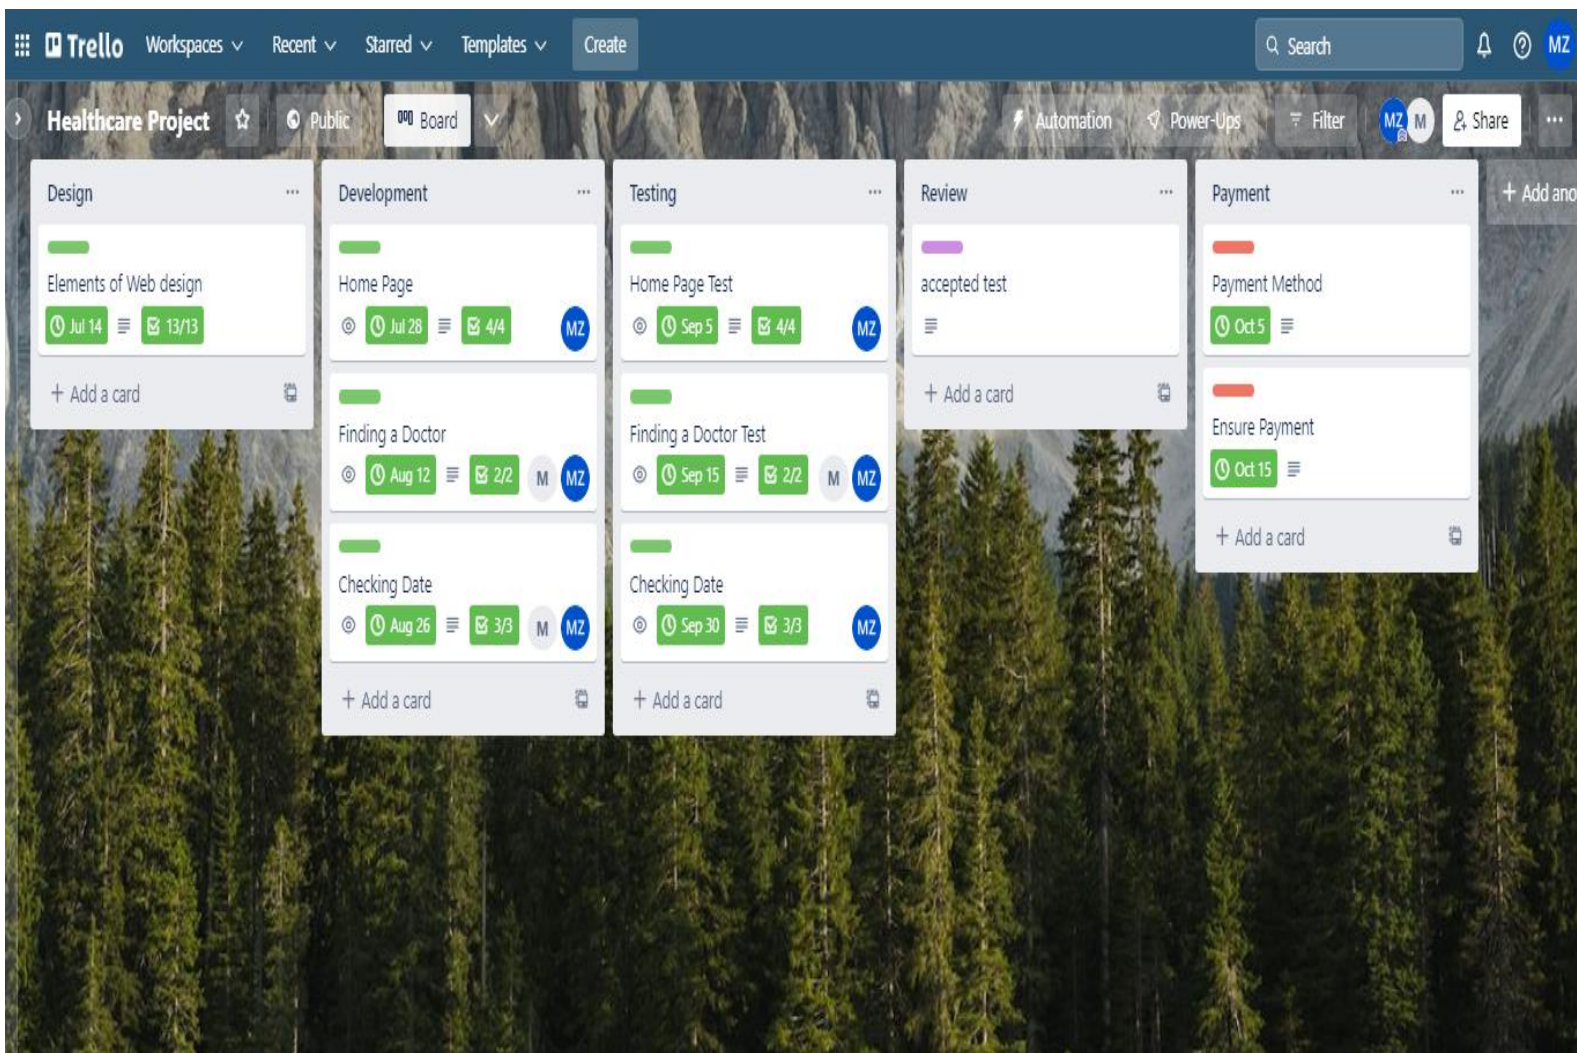 Trello Workspaces Recent Starred Templates Create Search MZ
Healthcare Project Public Board Automation Power-Ups Filter MZ M Share
Design
Elements of Web design
Jul 14 13/13
+ Add a card
Development
Home Page
Jul 28 4/4 MZ
Finding a Doctor
Aug 12 2/2 M MZ
Checking Date
Aug 26 3/3 M MZ
+ Add a card
Testing
Home Page Test
Sep 5 4/4 MZ
Finding a Doctor Test
Sep 15 2/2 M MZ
Checking Date
Sep 30 3/3 MZ
+ Add a card
Review
accepted test
+ Add a card
Payment
Payment Method
Oct 5
Ensure Payment
Oct 15
+ Add a card
+ Add ano